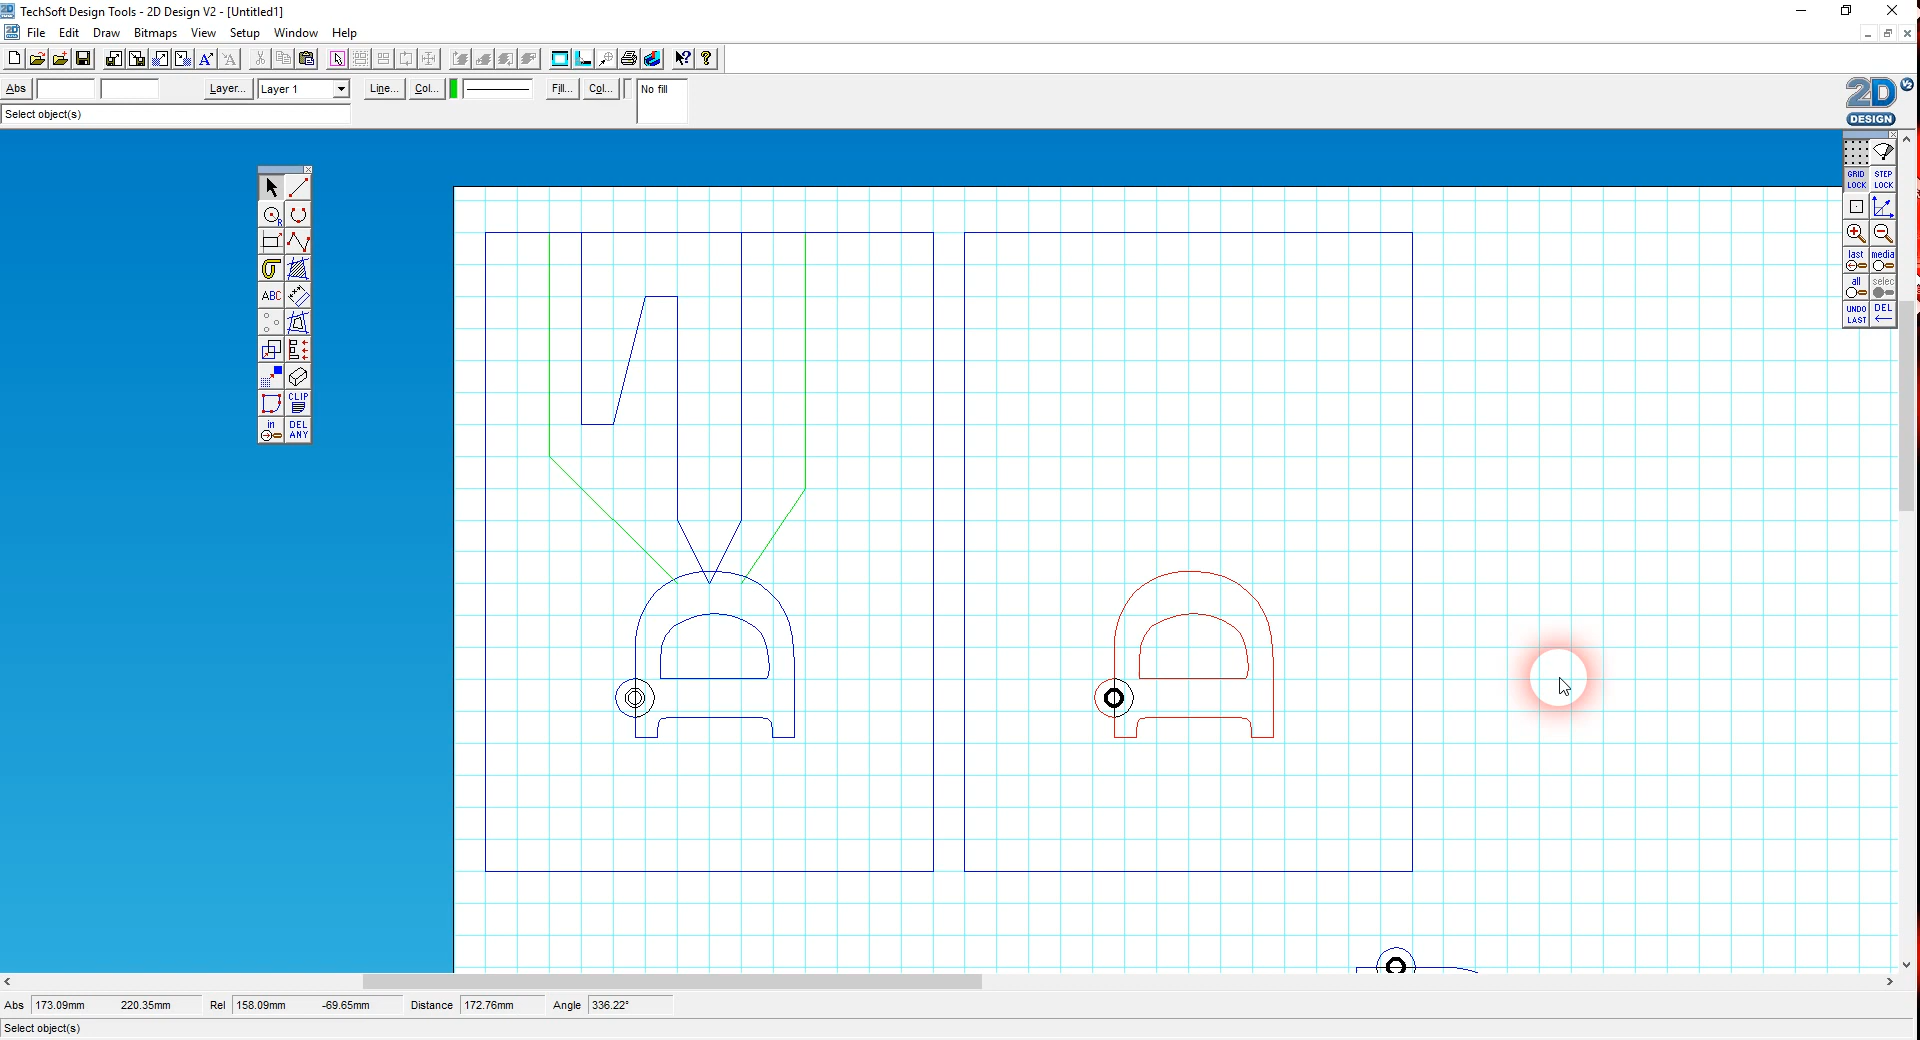 TechSoft Design Tools - 2D Design V2 - [Untitled1]
File Edit Draw Bitmaps View Setup Window Help
Abs Layer... Layer 1 Line... Col... Fill... Col... No fill
Select object(s)
2D V2
DESIGN
GRID LOCK STEP LOCK
last media
all selec
UNDO LAST DEL
ABC
CLIP
in DEL ANY
Abs 173.09mm 220.35mm Rel 158.09mm -69.65mm Distance 172.76mm Angle 336.22°
Select object(s)